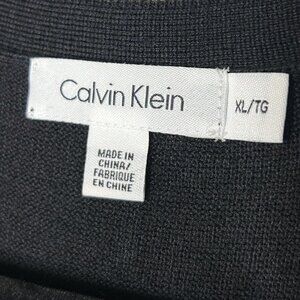 Calvin Klein
XL/TG
MADE IN
CHINA/
FABRIQUE
EN CHINE